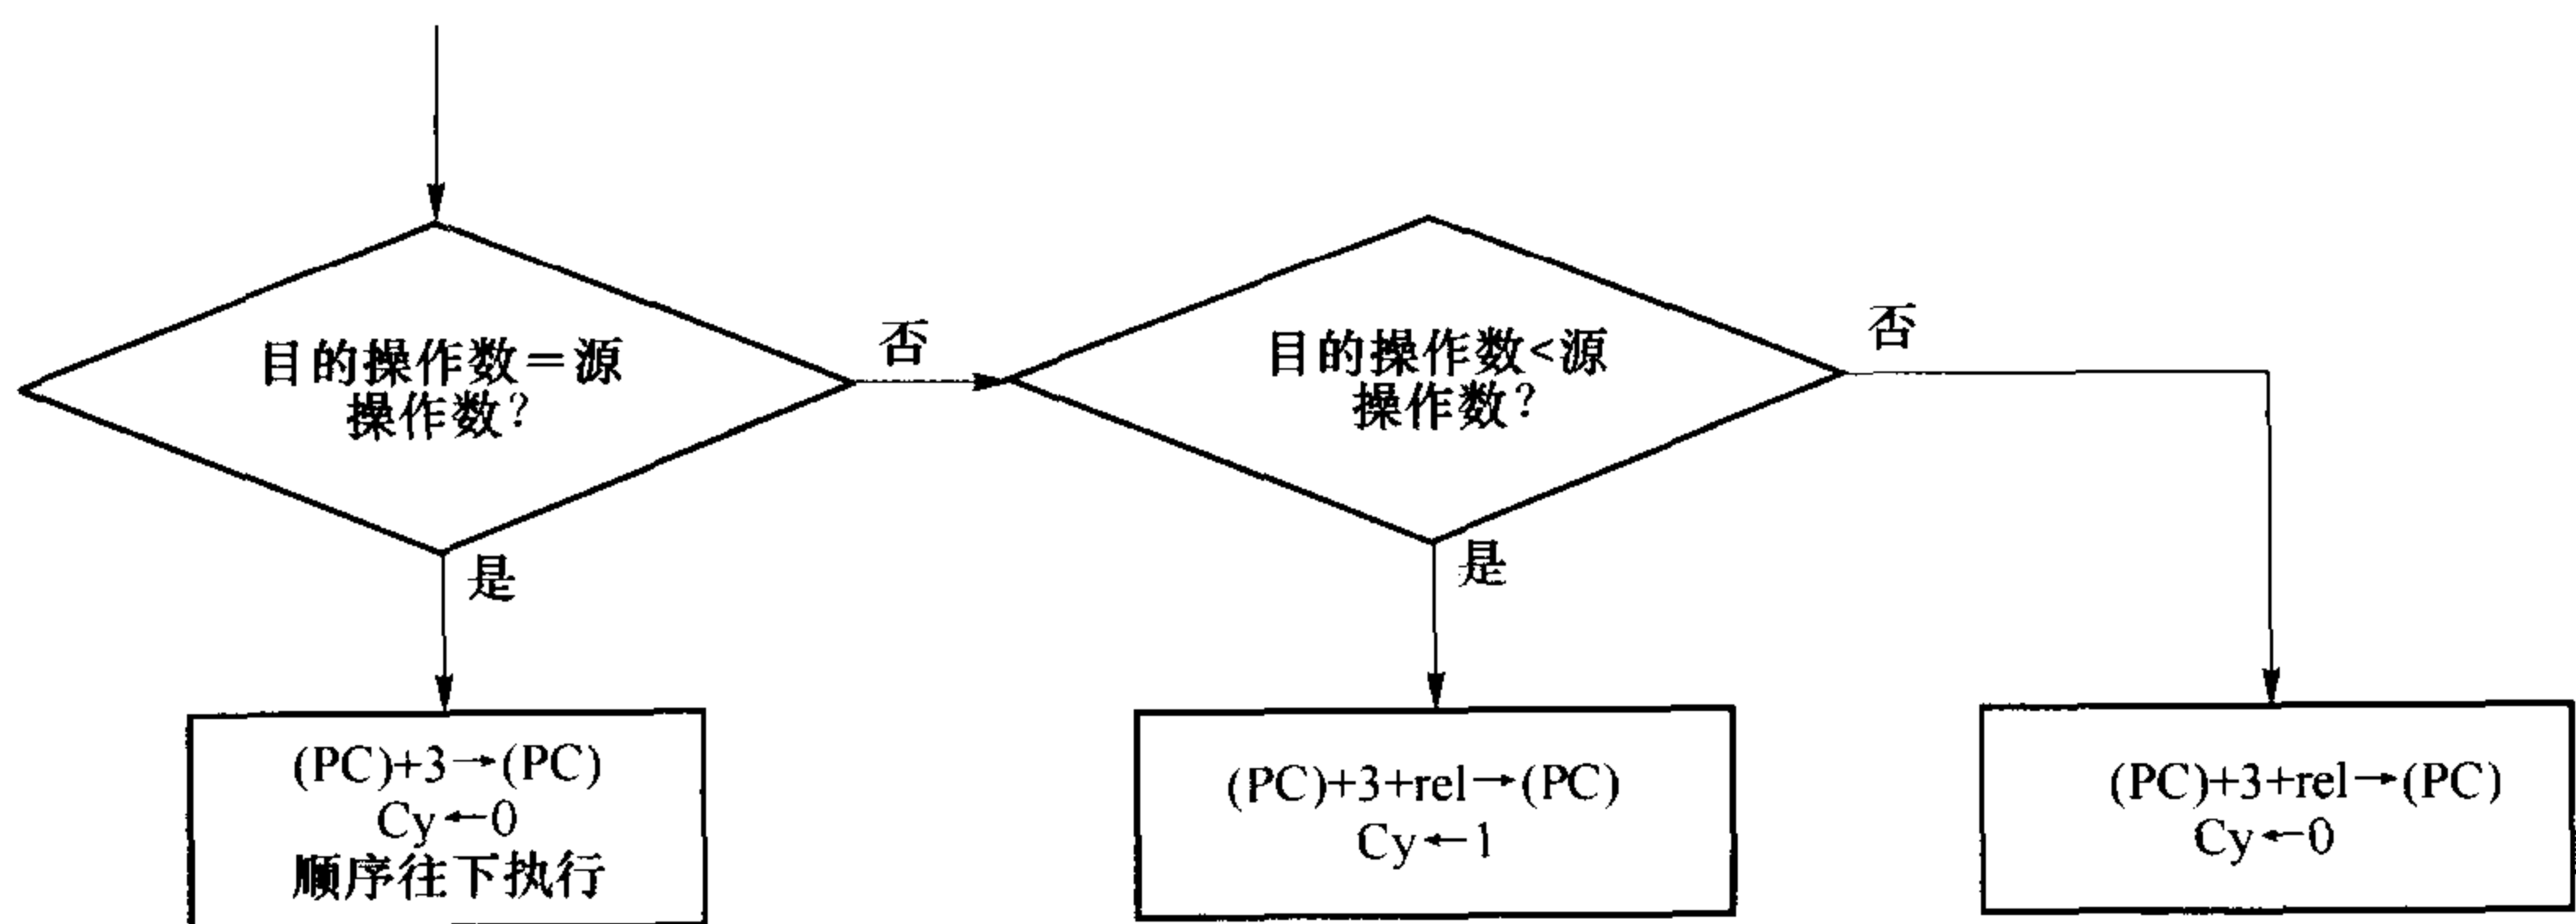 目的操作数=源
操作数?
否
目的操作数<源
操作数?
否
是
是
(PC)+3→(PC)
Cy←0
顺序往下执行
(PC)+3+rel→(PC)
Cy←1
(PC)+3+rel→(PC)
Cy←0